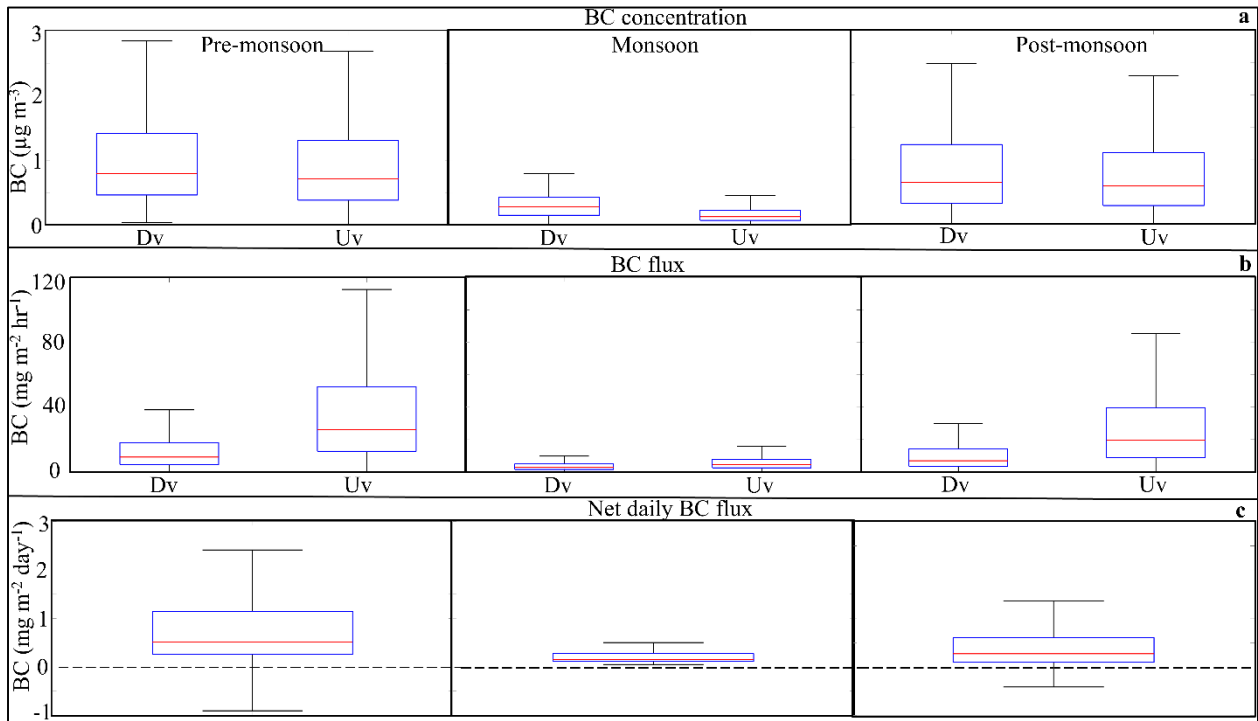 BC concentration a
Pre-monsoon Monsoon Post-monsoon
BC (µg m⁻³)
3
2
1
0
Dv Uv Dv Uv Dv Uv
BC flux b
BC (mg m⁻² hr⁻¹)
120
80
40
0
Dv Uv Dv Uv Dv Uv
Net daily BC flux c
BC (mg m⁻² day⁻¹)
3
2
1
0
-1